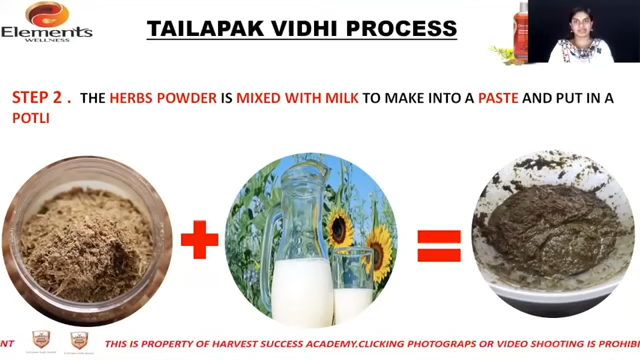 Elements
WELLNESS
TAILAPAK VIDHI PROCESS
STEP 2 . THE HERBS POWDER IS MIXED WITH MILK TO MAKE INTO A PASTE AND PUT IN A
POTLI
NT
THIS IS PROPERTY OF HARVEST SUCCESS ACADEMY.CLICKING PHOTOGRAPS OR VIDEO SHOOTING IS PROHIB